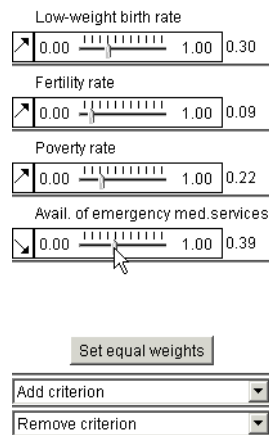 Low-weight birth rate
0.00 1.00 0.30
Fertility rate
0.00 1.00 0.09
Poverty rate
0.00 1.00 0.22
Avail. of emergency med.services
0.00 1.00 0.39
Set equal weights
Add criterion
Remove criterion